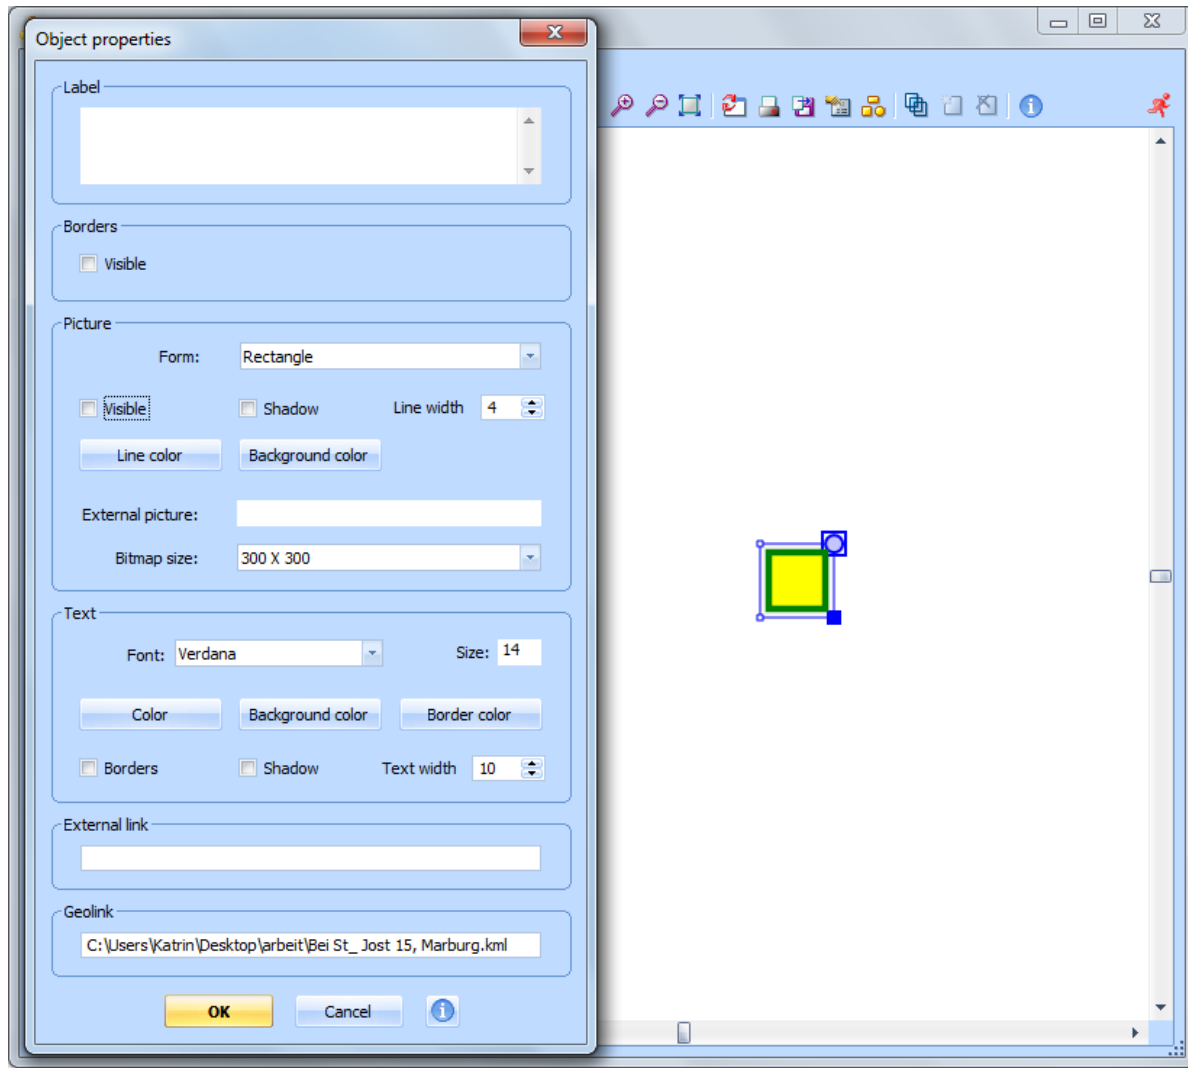 Object properties
Label
Borders
Visible
Picture
Form: Rectangle
Visible Shadow Line width 4
Line color Background color
External picture:
Bitmap size: 300 X 300
Text
Font: Verdana Size: 14
Color Background color Border color
Borders Shadow Text width 10
External link
Geolink
C:\Users\Katrin\Desktop\arbeit\Bei St_ Jost 15, Marburg.kml
OK Cancel